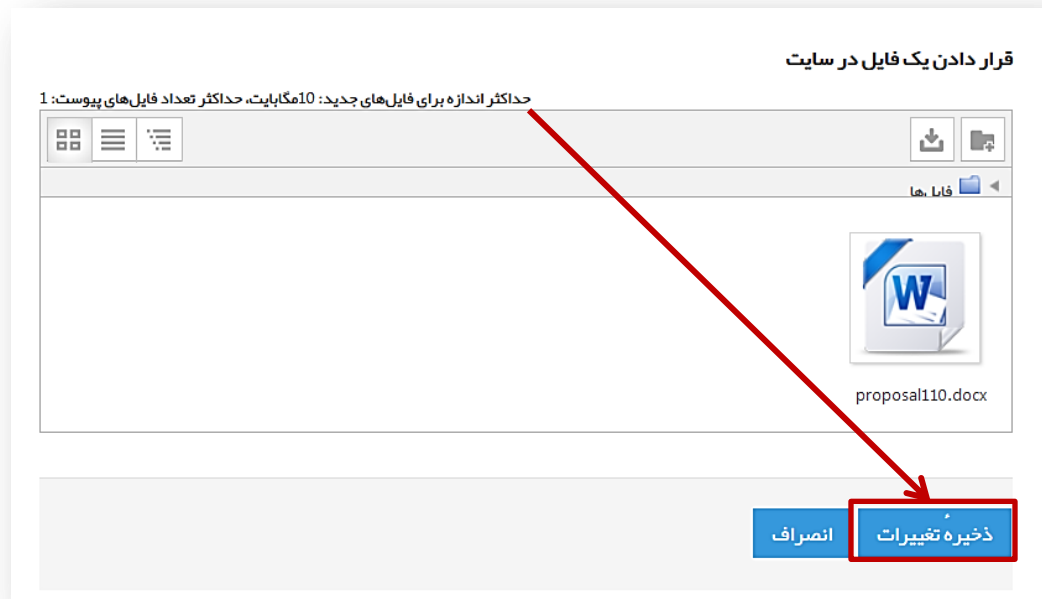 قرار دادن یک فایل در سایت
حداکثر اندازه برای فایل‌های جدید: 10مگابایت، حداکثر تعداد فایل‌های پیوست: 1
فایل‌ها
W
proposal110.docx
ذخیرهٔ تغییرات
انصراف